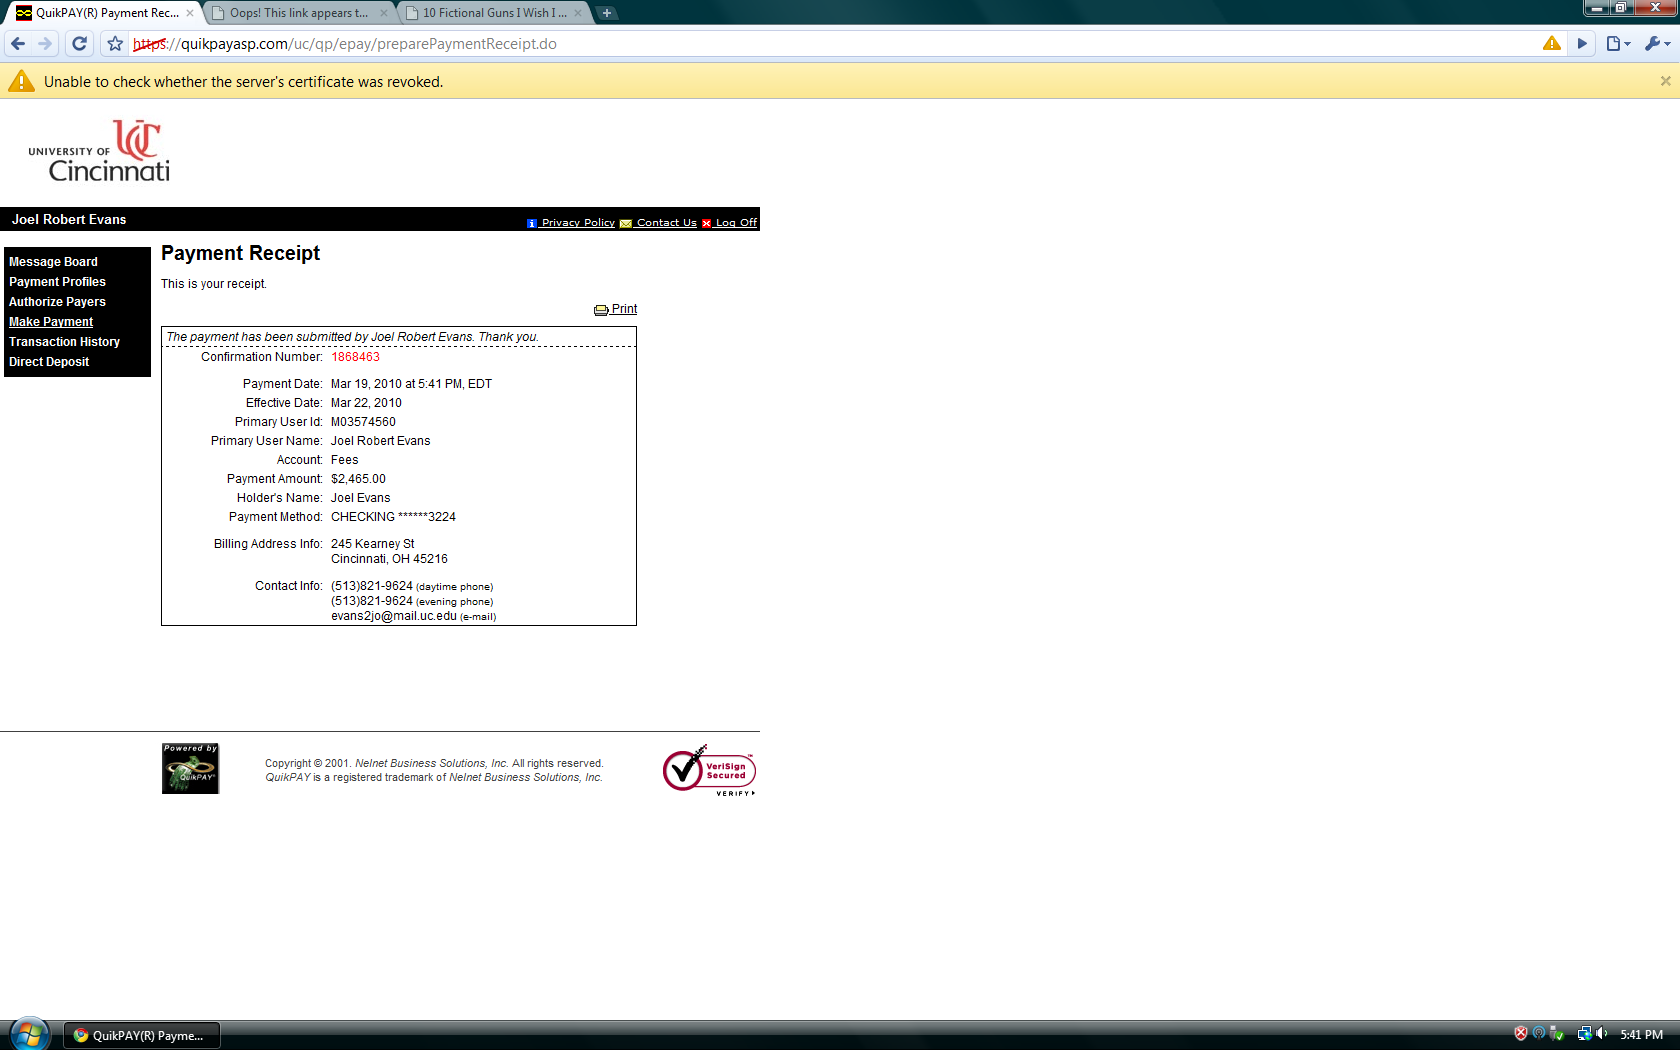 QuikPAY(R) Payment Rec...
Oops! This link appears t...
10 Fictional Guns I Wish I ...
https://quikpayasp.com/uc/qp/epay/preparePaymentReceipt.do
Unable to check whether the server's certificate was revoked.
UNIVERSITY OF UC
Cincinnati
Joel Robert Evans
Privacy Policy Contact Us Log Off
Message Board
Payment Profiles
Authorize Payers
Make Payment
Transaction History
Direct Deposit
Payment Receipt
This is your receipt.
Print
The payment has been submitted by Joel Robert Evans. Thank you.
Confirmation Number: 1868463
Payment Date: Mar 19, 2010 at 5:41 PM, EDT
Effective Date: Mar 22, 2010
Primary User Id: M03574560
Primary User Name: Joel Robert Evans
Account: Fees
Payment Amount: $2,465.00
Holder's Name: Joel Evans
Payment Method: CHECKING ******3224
Billing Address Info: 245 Kearney St
Cincinnati, OH 45216
Contact Info: (513)821-9624 (daytime phone)
(513)821-9624 (evening phone)
evans2jo@mail.uc.edu (e-mail)
Powered by
QuikPAY®
Copyright © 2001. Nelnet Business Solutions, Inc. All rights reserved.
QuikPAY is a registered trademark of Nelnet Business Solutions, Inc.
VeriSign™
Secured
VERIFY
QuikPAY(R) Payme...
5:41 PM